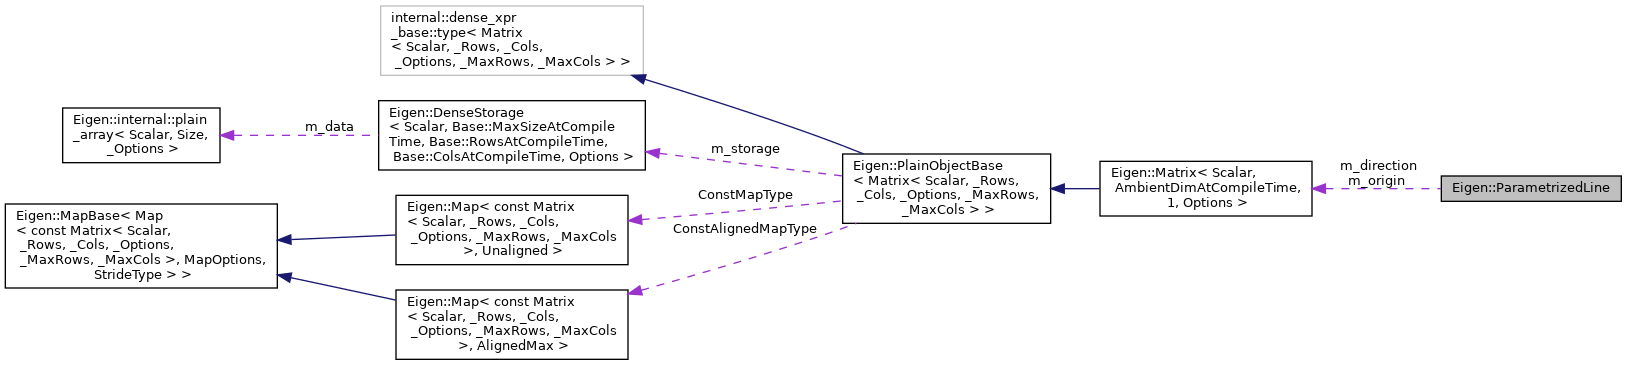 internal::dense_xpr
_base::type< Matrix
< Scalar, _Rows, _Cols,
_Options, _MaxRows, _MaxCols > >
Eigen::internal::plain
_array< Scalar, Size,
_Options >
m_data
Eigen::DenseStorage
< Scalar, Base::MaxSizeAtCompile
Time, Base::RowsAtCompileTime,
Base::ColsAtCompileTime, Options >
m_storage
ConstMapType
ConstAlignedMapType
Eigen::MapBase< Map
< const Matrix< Scalar,
_Rows, _Cols, _Options,
_MaxRows, _MaxCols >, MapOptions,
StrideType > >
Eigen::Map< const Matrix
< Scalar, _Rows, _Cols,
_Options, _MaxRows, _MaxCols
>, Unaligned >
Eigen::Map< const Matrix
< Scalar, _Rows, _Cols,
_Options, _MaxRows, _MaxCols
>, AlignedMax >
Eigen::PlainObjectBase
< Matrix< Scalar, _Rows,
_Cols, _Options, _MaxRows,
_MaxCols > >
Eigen::Matrix< Scalar,
AmbientDimAtCompileTime,
1, Options >
m_direction
m_origin
Eigen::ParametrizedLine